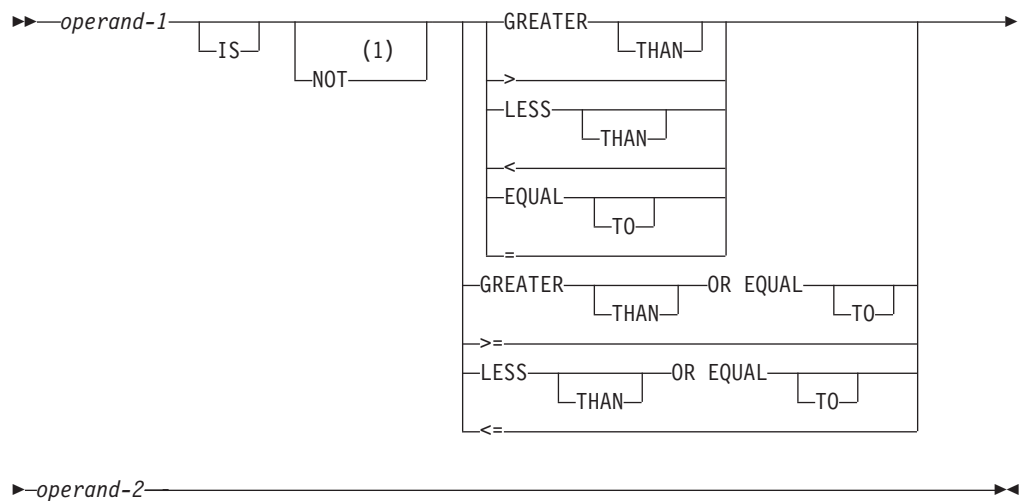 operand-1 GREATER
IS (1) THAN
NOT >
LESS
THAN
<
EQUAL
TO
=
GREATER OR EQUAL
THAN TO
>=
LESS OR EQUAL
THAN TO
<=
operand-2